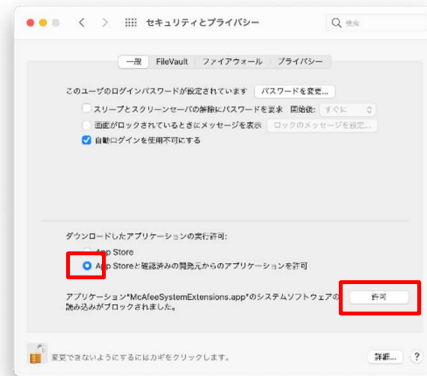 セキュリティとプライバシー
検索
一般 FileVault ファイアウォール プライバシー
このユーザのログインパスワードが設定されています パスワードを変更...
スリープとスクリーンセーバの解除にパスワードを要求 開始後: すぐに
画面がロックされているときにメッセージを表示 ロックのメッセージを設定...
自動ログインを使用不可にする
ダウンロードしたアプリケーションの実行許可:
App Store
App Storeと確認済みの開発元からのアプリケーションを許可
アプリケーション"McAfeeSystemExtensions.app"のシステムソフトウェアの 許可
読み込みがブロックされました。
変更できないようにするにはカギをクリックします。 詳細... ?